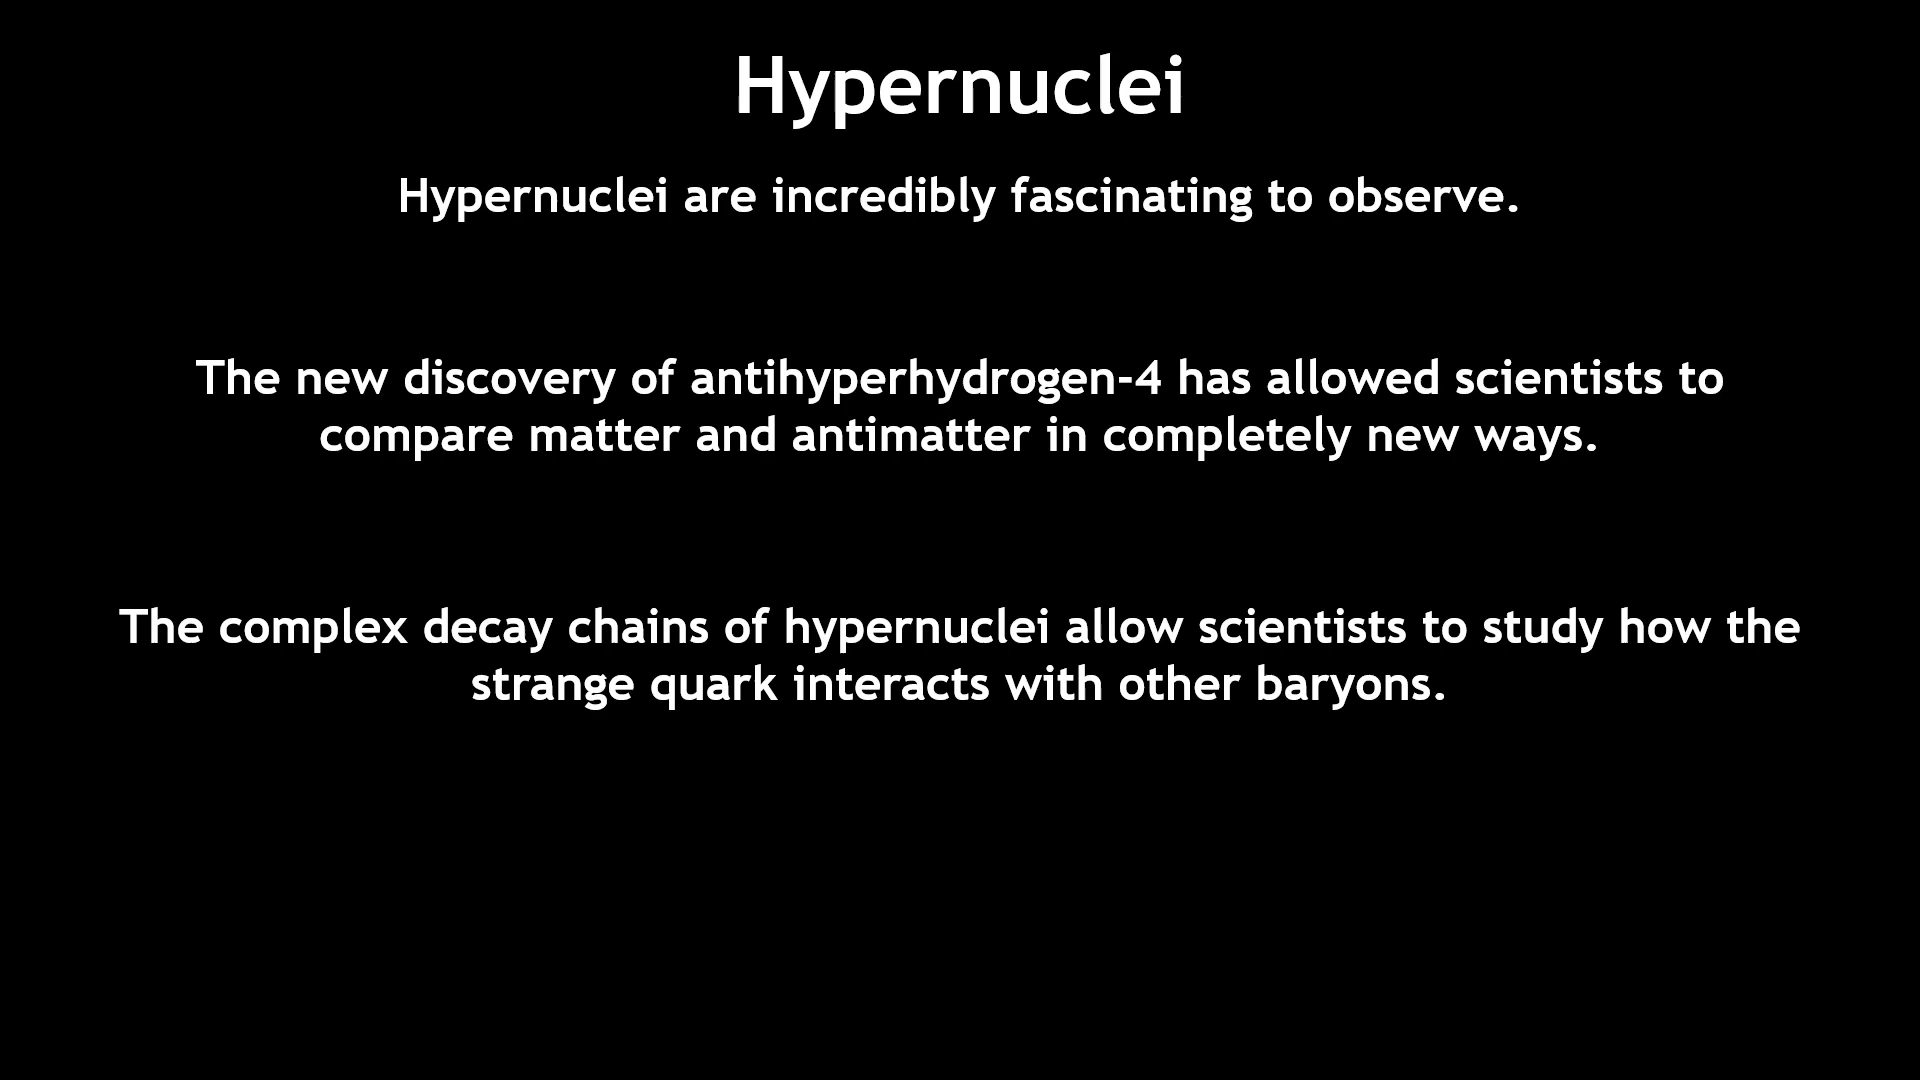 Hypernuclei
Hypernuclei are incredibly fascinating to observe.
The new discovery of antihyperhydrogen-4 has allowed scientists to
compare matter and antimatter in completely new ways.
The complex decay chains of hypernuclei allow scientists to study how the
strange quark interacts with other baryons.